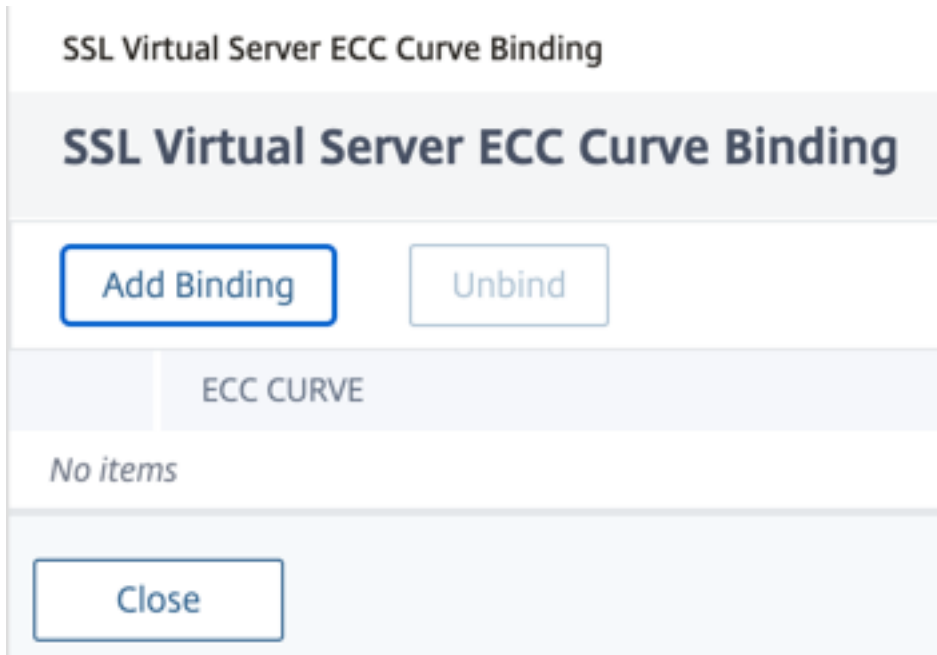 SSL Virtual Server ECC Curve Binding
SSL Virtual Server ECC Curve Binding
Add Binding Unbind
ECC CURVE
No items
Close